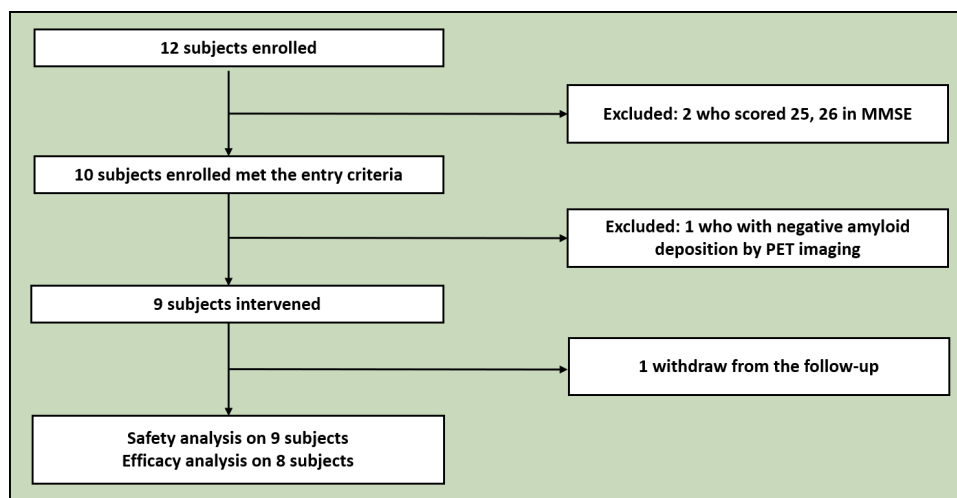 12 subjects enrolled
Excluded: 2 who scored 25, 26 in MMSE
10 subjects enrolled met the entry criteria
Excluded: 1 who with negative amyloid
deposition by PET imaging
9 subjects intervened
1 withdraw from the follow-up
Safety analysis on 9 subjects
Efficacy analysis on 8 subjects